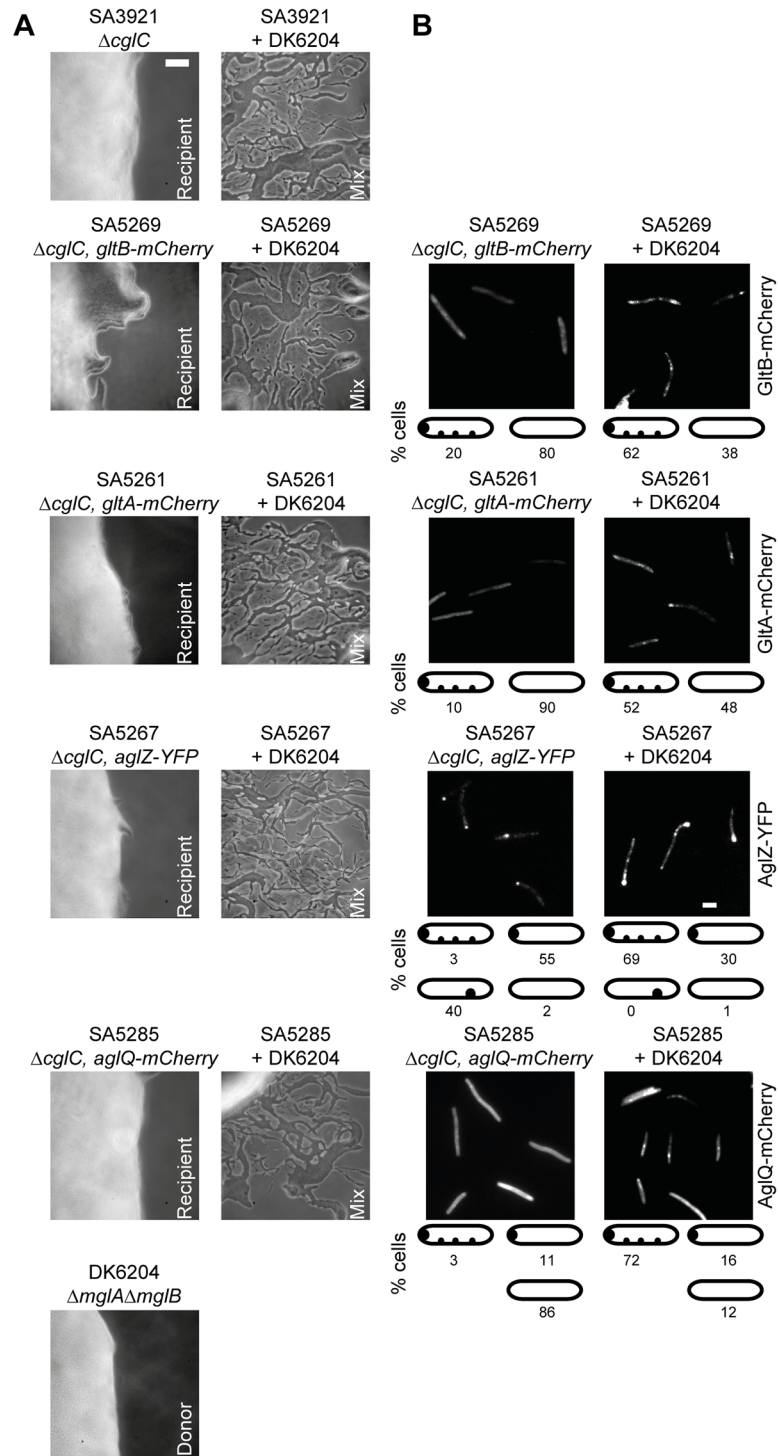 A
B
SA3921
ΔcglC
SA3921
+ DK6204
Recipient
Mix
SA5269
ΔcglC, gltB-mCherry
SA5269
+ DK6204
SA5269
ΔcglC, gltB-mCherry
SA5269
+ DK6204
Recipient
Mix
GltB-mCherry
% cells
20
80
62
38
SA5261
ΔcglC, gltA-mCherry
SA5261
+ DK6204
SA5261
ΔcglC, gltA-mCherry
SA5261
+ DK6204
Recipient
Mix
GltA-mCherry
% cells
10
90
52
48
SA5267
ΔcglC, aglZ-YFP
SA5267
+ DK6204
SA5267
ΔcglC, aglZ-YFP
SA5267
+ DK6204
Recipient
Mix
AglZ-YFP
% cells
3
55
69
30
40
2
0
1
SA5285
ΔcglC, aglQ-mCherry
SA5285
+ DK6204
SA5285
ΔcglC, aglQ-mCherry
SA5285
+ DK6204
Recipient
Mix
AglQ-mCherry
% cells
3
11
72
16
86
12
DK6204
ΔmglAΔmglB
Donor